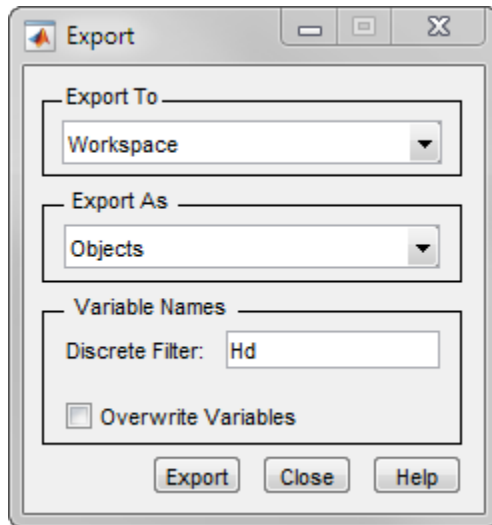 Export
Export To
Workspace
Export As
Objects
Variable Names
Discrete Filter: Hd
Overwrite Variables
Export Close Help